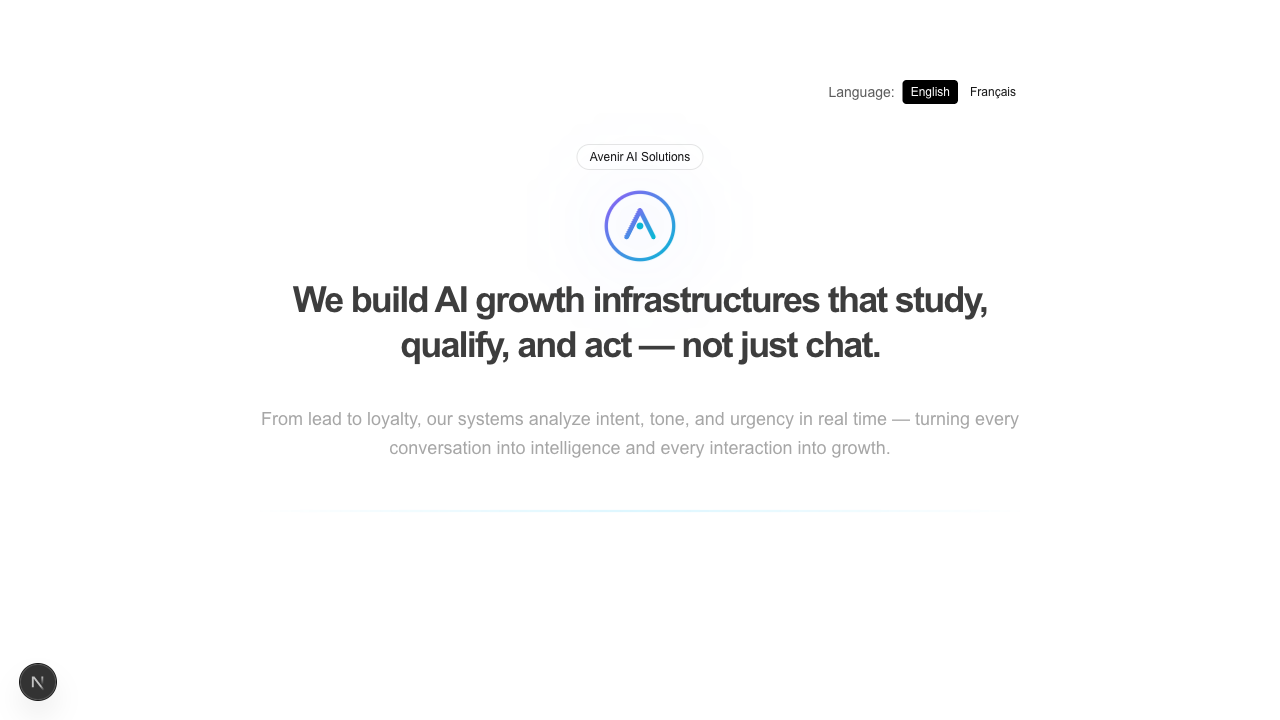 Language: English Français
Avenir AI Solutions
We build AI growth infrastructures that study,
qualify, and act — not just chat.
From lead to loyalty, our systems analyze intent, tone, and urgency in real time — turning every
conversation into intelligence and every interaction into growth.
N